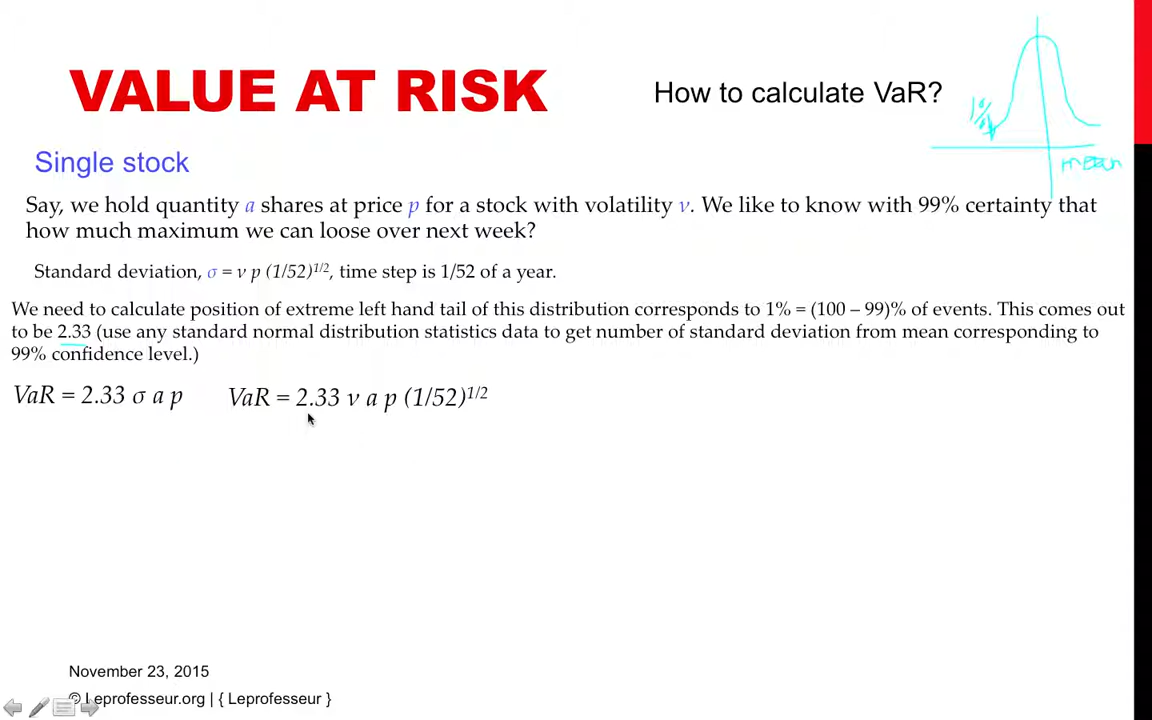 VALUE AT RISK
How to calculate VaR?
1%
mean
Single stock
Say, we hold quantity a shares at price p for a stock with volatility ν. We like to know with 99% certainty that
how much maximum we can loose over next week?
Standard deviation, σ = ν p (1/52)^1/2, time step is 1/52 of a year.
We need to calculate position of extreme left hand tail of this distribution corresponds to 1% = (100 – 99)% of events. This comes out
to be 2.33 (use any standard normal distribution statistics data to get number of standard deviation from mean corresponding to
99% confidence level.)
VaR = 2.33 σ a p VaR = 2.33 ν a p (1/52)^1/2
November 23, 2015
© Leprofesseur.org | { Leprofesseur }